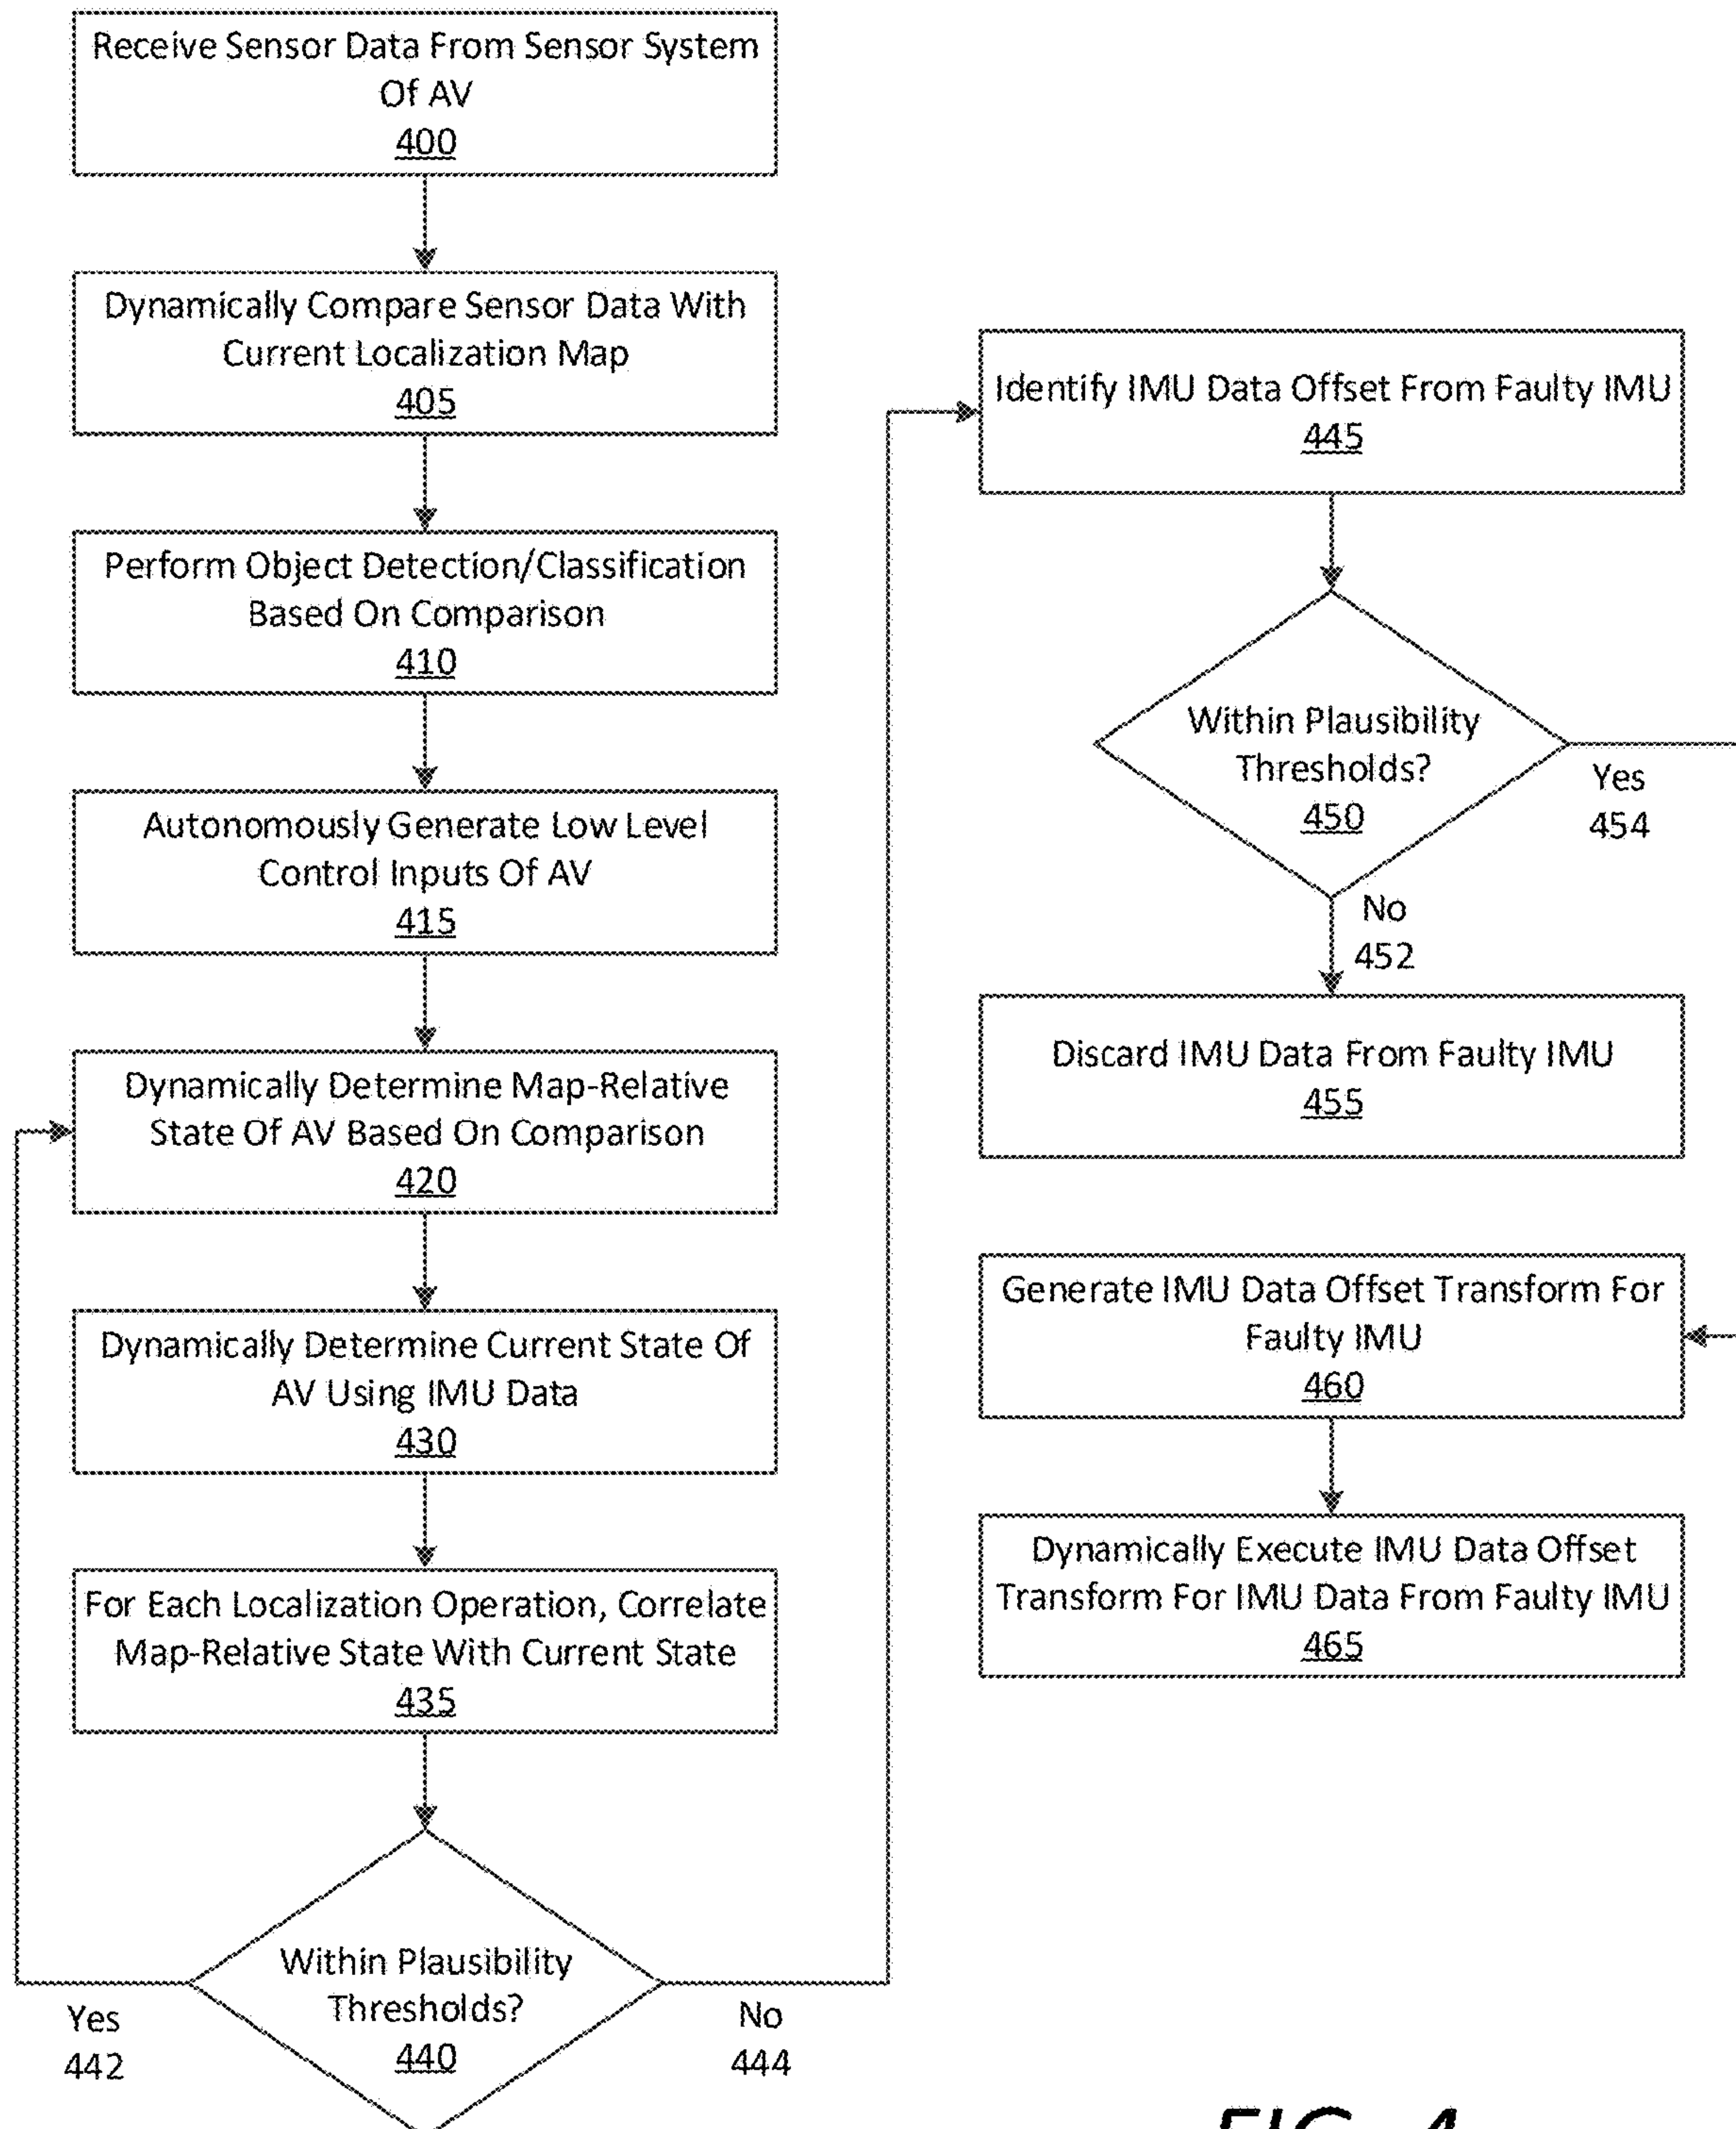 Receive Sensor Data From Sensor System
Of AV
400
Dynamically Compare Sensor Data With
Current Localization Map
405
Perform Object Detection/Classification
Based On Comparison
410
Autonomously Generate Low Level
Control Inputs Of AV
415
Dynamically Determine Map-Relative
State Of AV Based On Comparison
420
Dynamically Determine Current State Of
AV Using IMU Data
430
For Each Localization Operation, Correlate
Map-Relative State With Current State
435
Within Plausibility
Thresholds?
440
Yes
442
No
444
Identify IMU Data Offset From Faulty IMU
445
Within Plausibility
Thresholds?
450
Yes
454
No
452
Discard IMU Data From Faulty IMU
455
Generate IMU Data Offset Transform For
Faulty IMU
460
Dynamically Execute IMU Data Offset
Transform For IMU Data From Faulty IMU
465
FIG. 4